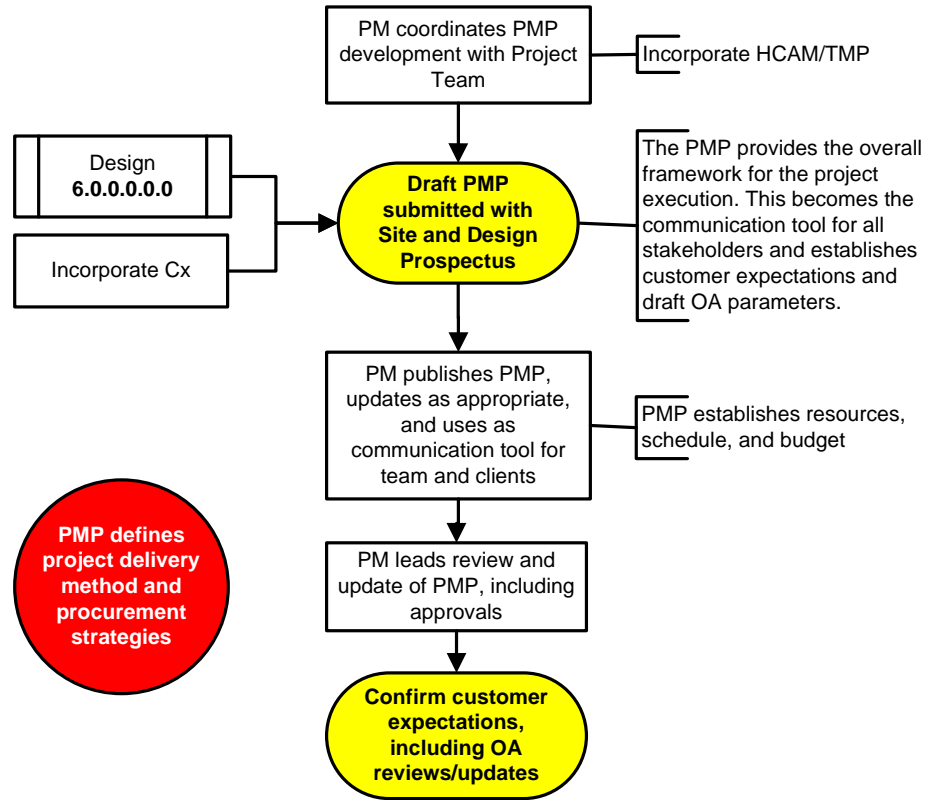 PM coordinates PMP
development with Project
Team
Incorporate HCAM/TMP
Design
6.0.0.0.0.0
Incorporate Cx
Draft PMP
submitted with
Site and Design
Prospectus
The PMP provides the overall
framework for the project
execution. This becomes the
communication tool for all
stakeholders and establishes
customer expectations and
draft OA parameters.
PM publishes PMP,
updates as appropriate,
and uses as
communication tool for
team and clients
PMP establishes resources,
schedule, and budget
PMP defines
project delivery
method and
procurement
strategies
PM leads review and
update of PMP, including
approvals
Confirm customer
expectations,
including OA
reviews/updates